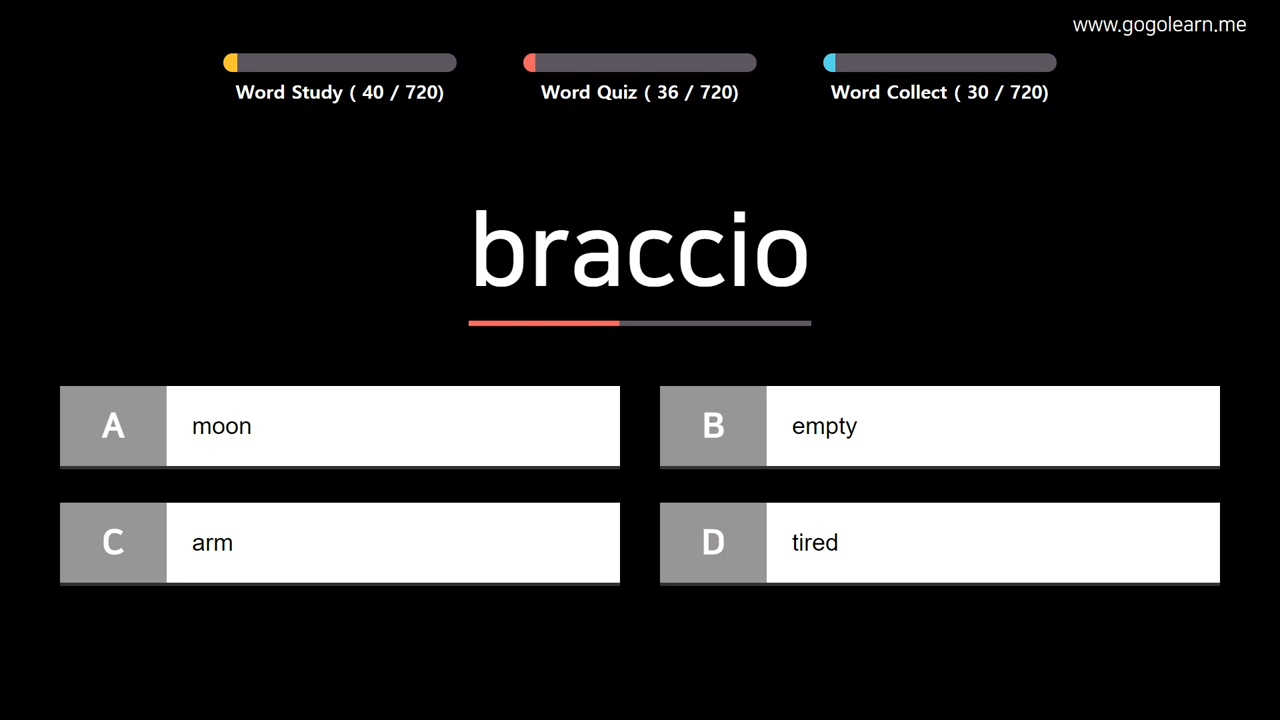 www.gogolearn.me
Word Study ( 40 / 720)
Word Quiz ( 36 / 720)
Word Collect ( 30 / 720)
braccio
A moon
B empty
C arm
D tired